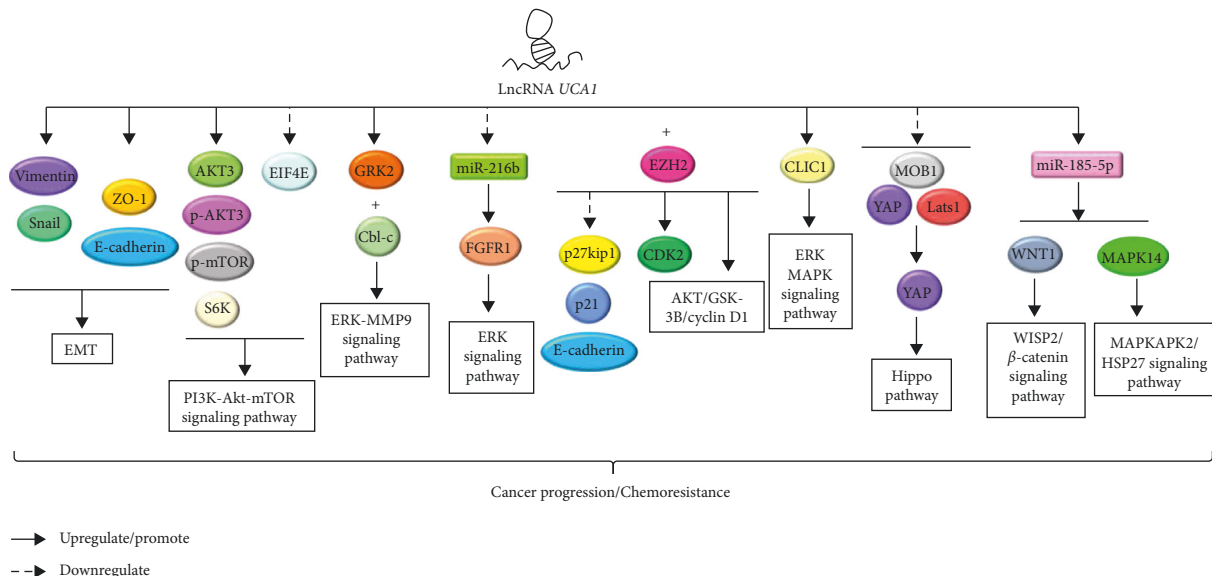 LncRNA UCA1
Vimentin
Snail
ZO-1
E-cadherin
EMT
AKT3
p-AKT3
p-mTOR
S6K
PI3K-Akt-mTOR
signaling pathway
EIF4E
GRK2
+
Cbl-c
ERK-MMP9
signaling
pathway
miR-216b
FGFR1
ERK
signaling
pathway
+
EZH2
p27kip1
p21
E-cadherin
CDK2
AKT/GSK-
3B/cyclin D1
CLIC1
ERK
MAPK
signaling
pathway
MOB1
YAP
Lats1
YAP
Hippo
pathway
miR-185-5p
WNT1
WISP2/
β-catenin
signaling
pathway
MAPK14
MAPKAPK2/
HSP27 signaling
pathway
Cancer progression/Chemoresistance
Upregulate/promote
Downregulate